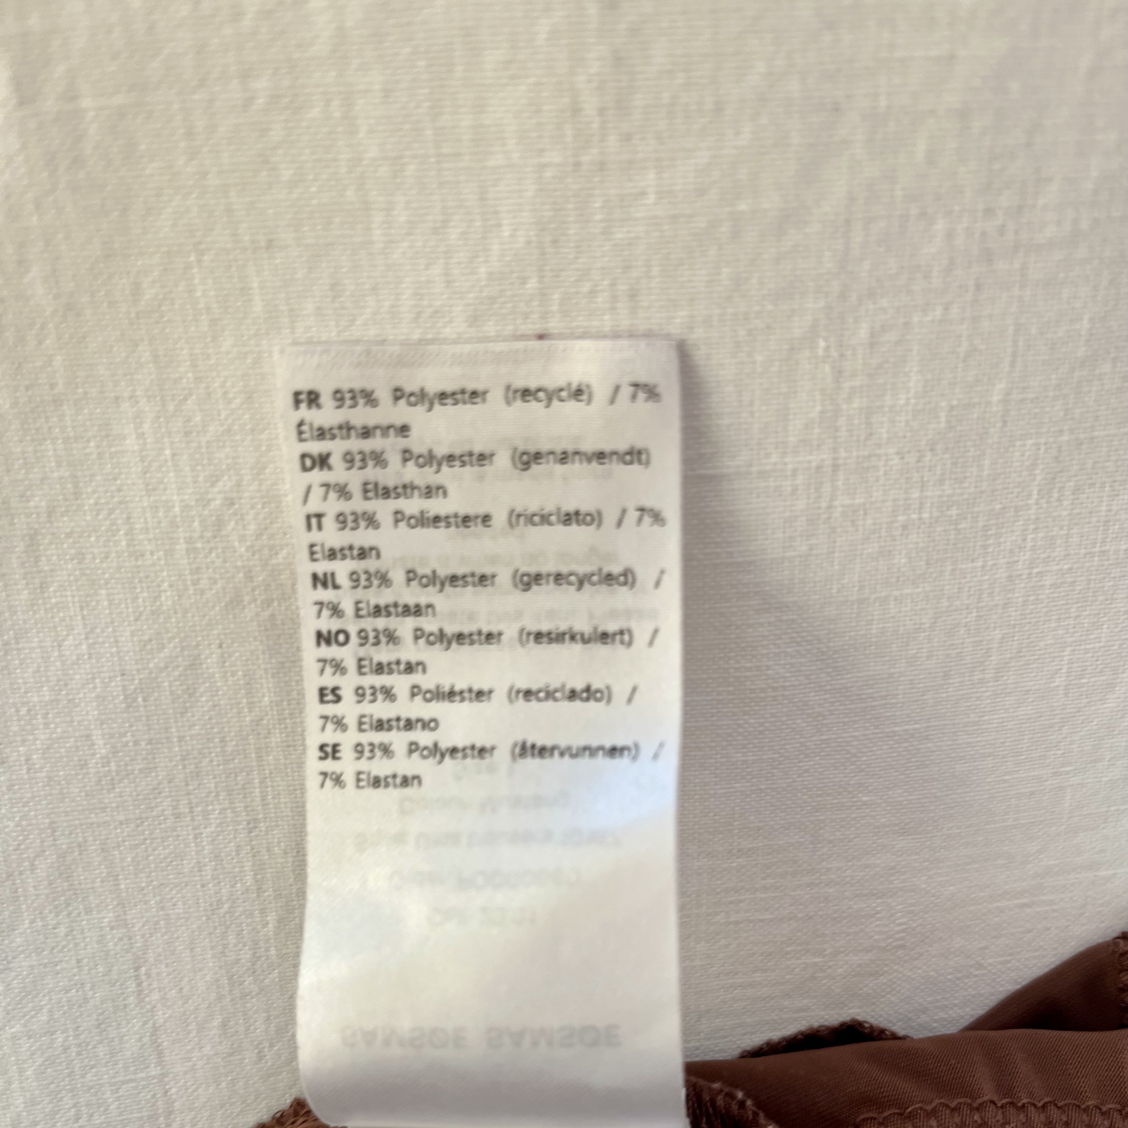 FR 93% Polyester (recyclé) / 7%
Élasthanne
DK 93% Polyester (genanvendt)
/ 7% Elasthan
IT 93% Poliestere (riciclato) / 7%
Elastan
NL 93% Polyester (gerecycled) /
7% Elastaan
NO 93% Polyester (resirkulert) /
7% Elastan
ES 93% Poliéster (reciclado) /
7% Elastano
SE 93% Polyester (återvunnen) /
7% Elastan
SAMSØE SAMSØE